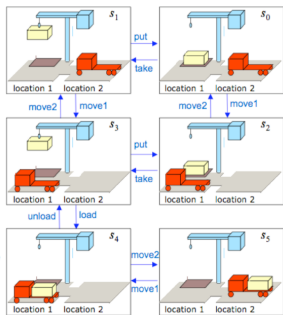 s1
put
s0
take
location 1 location 2
location 1 location 2
move2
move1
move2
move1
s3
put
s2
take
location 1 location 2
location 1 location 2
unload
load
s4
move2
s5
move1
location 1 location 2
location 1 location 2